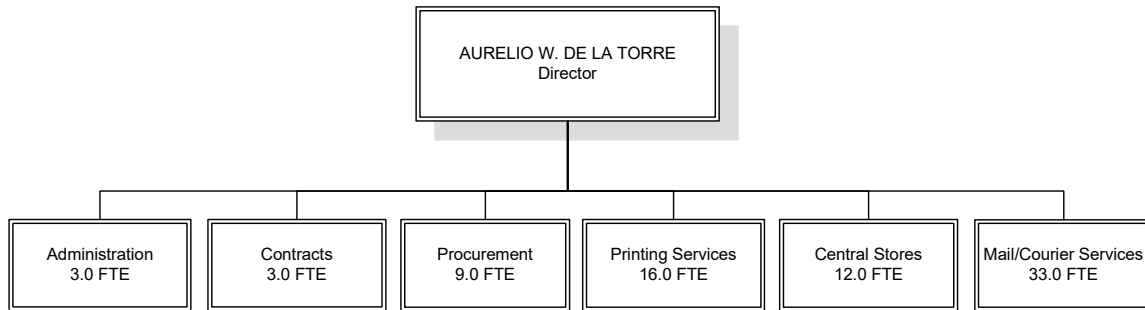 AURELIO W. DE LA TORRE
Director
Administration
3.0 FTE
Contracts
3.0 FTE
Procurement
9.0 FTE
Printing Services
16.0 FTE
Central Stores
12.0 FTE
Mail/Courier Services
33.0 FTE